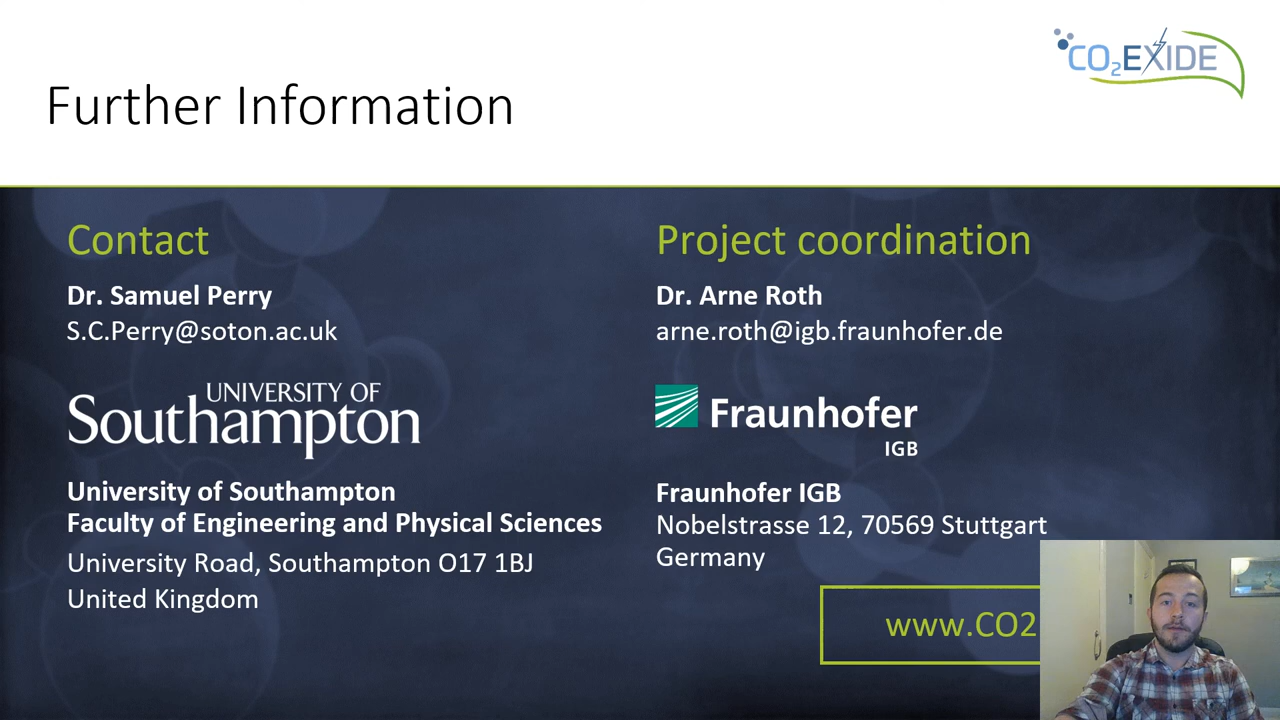 CO2EXIDE
Further Information
Contact
Dr. Samuel Perry
S.C.Perry@soton.ac.uk
UNIVERSITY OF
Southampton
University of Southampton
Faculty of Engineering and Physical Sciences
University Road, Southampton O17 1BJ
United Kingdom
Project coordination
Dr. Arne Roth
arne.roth@igb.fraunhofer.de
Fraunhofer
IGB
Fraunhofer IGB
Nobelstrasse 12, 70569 Stuttgart
Germany
www.CO2